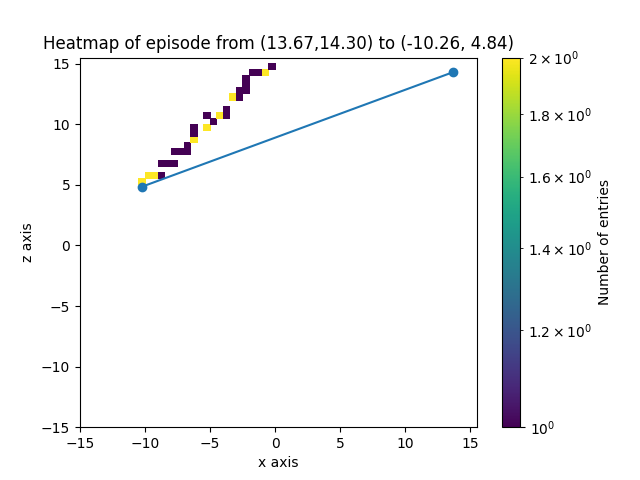 Heatmap of episode from (13.67,14.30) to (-10.26, 4.84)
15
10
5
0
−5
−10
−15
z axis
−15 −10 −5 0 5 10 15
x axis
2 × 10⁰
1.8 × 10⁰
1.6 × 10⁰
1.4 × 10⁰
1.2 × 10⁰
10⁰
Number of entries